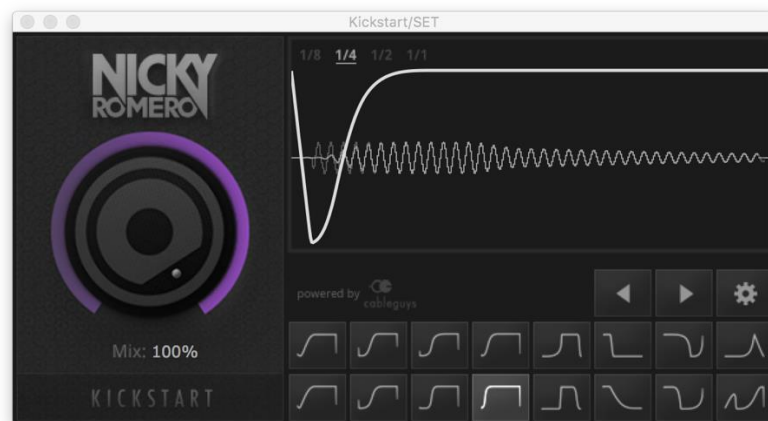 Kickstart/SET
NICKY
ROMERO
1/8 1/4 1/2 1/1
powered by cableguys
Mix: 100%
KICKSTART